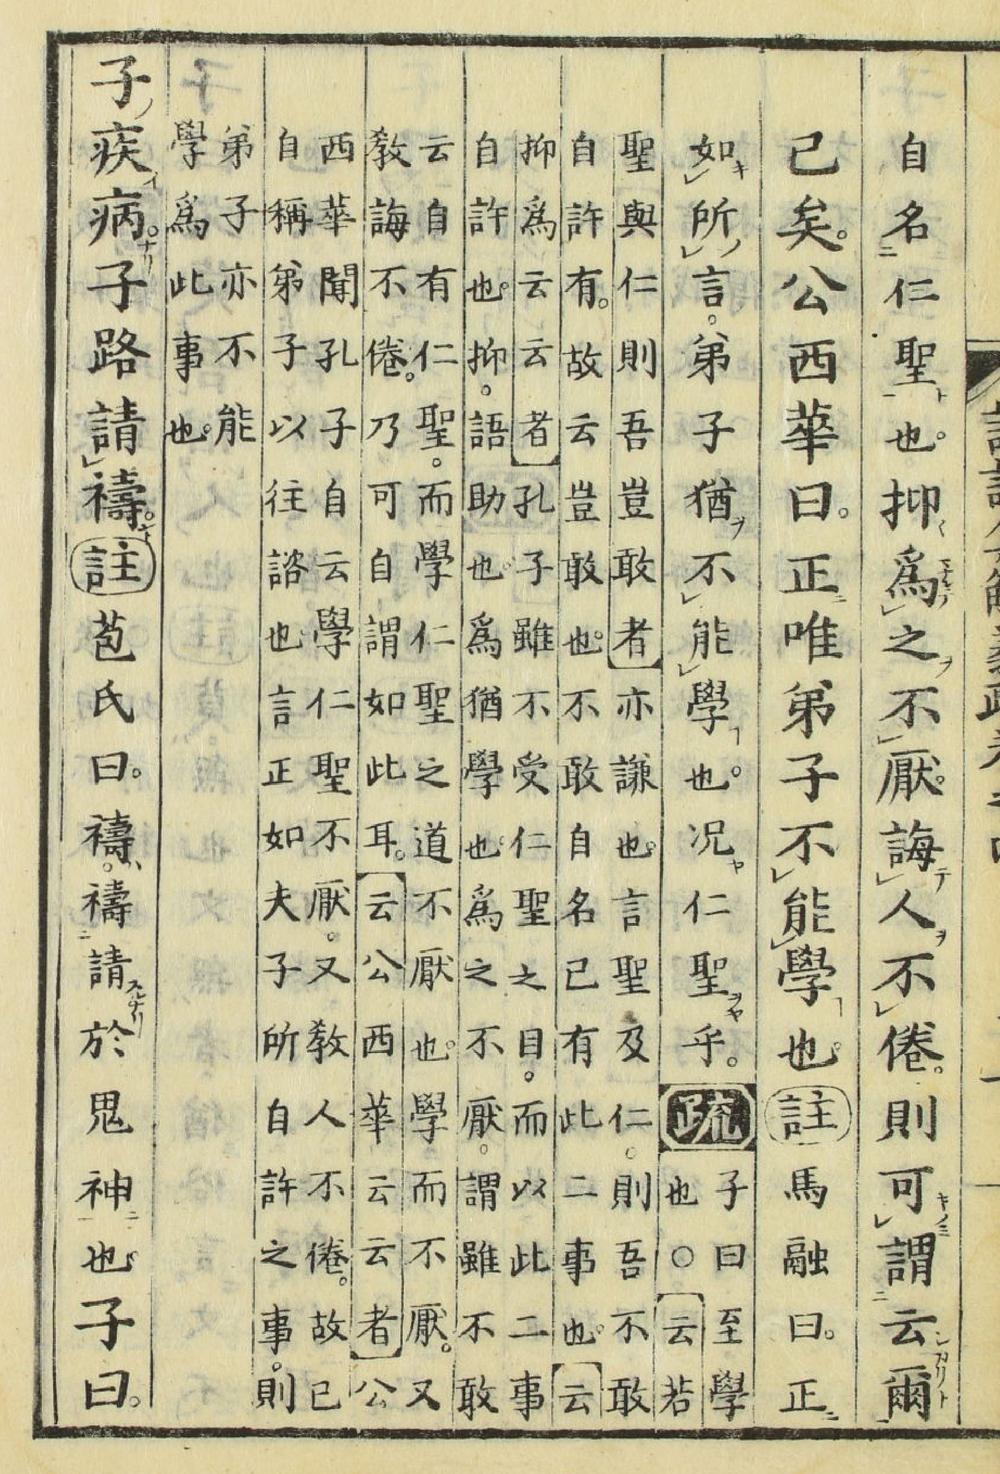 自名仁聖也。抑爲之不厭。誨人不倦。則可謂云爾
已矣。公西華曰。正唯弟子不能學也。註馬融曰。正
如所言。弟子猶不能學也。况仁聖乎。疏子曰至學
也○云若
聖與仁則吾豈敢者亦謙也。言聖及仁。則吾不敢
自許有。故云豈敢也。不敢自名已有此二事也。云
抑爲云云者孔子雖不受仁聖之目。而以此二事
自許也。抑。語助也。爲猶學也。爲之不厭。謂雖不敢
云自有仁聖。而學仁聖之道不厭也。學而不厭。又
敎誨不倦。乃可自謂如此耳。云公西華云云者公
西華聞孔子自云學仁聖不厭。又敎人不倦。故已
自稱弟子以往諮也。言正如夫子所自許之事。則
弟子亦不能
學爲此事也。
子疾病。子路請禱。註苞氏曰。禱。禱請於鬼神也。子曰。